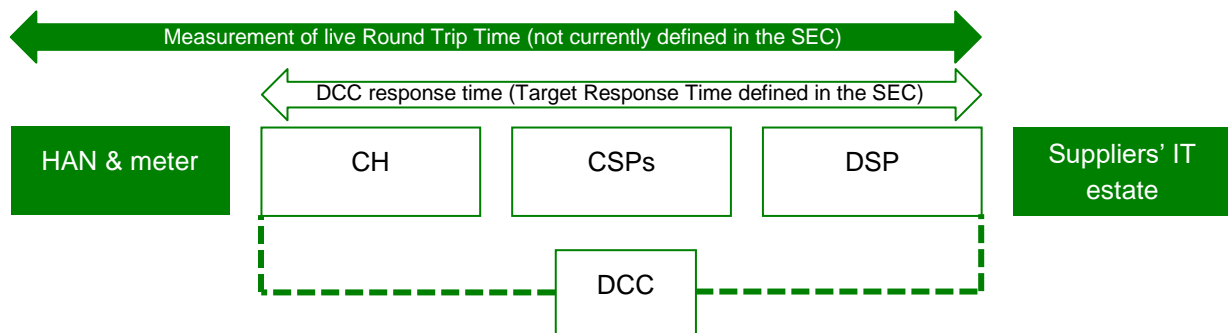 Measurement of live Round Trip Time (not currently defined in the SEC)
DCC response time (Target Response Time defined in the SEC)
HAN & meter
CH
CSPs
DSP
Suppliers’ IT
estate
DCC